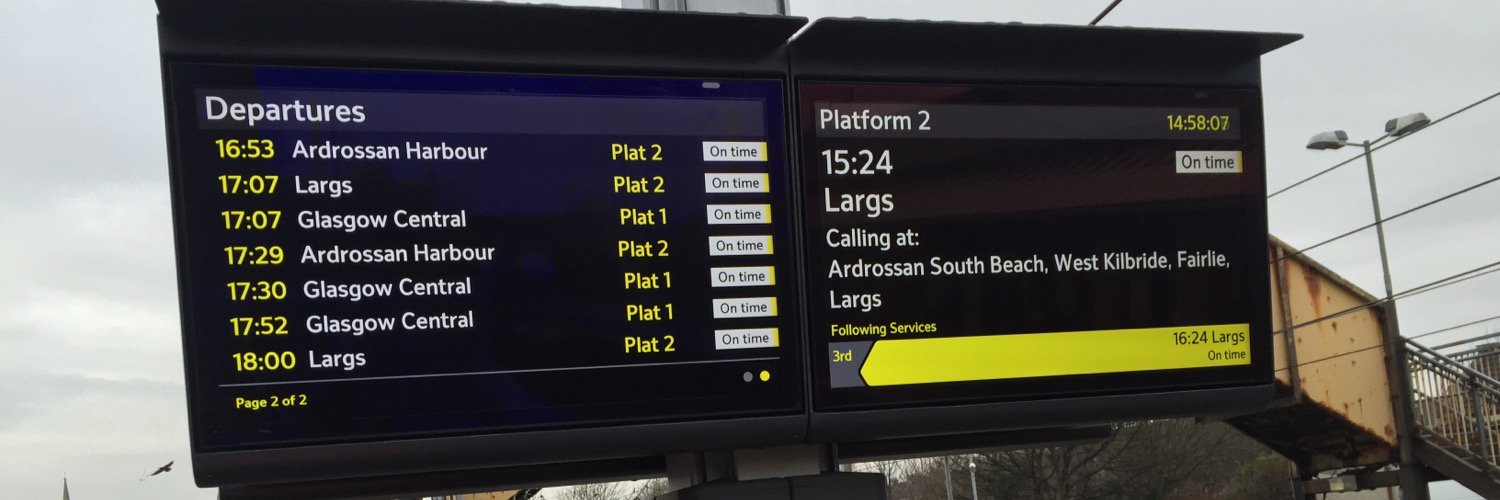 Departures
16:53 Ardrossan Harbour Plat 2 On time
17:07 Largs Plat 2 On time
17:07 Glasgow Central Plat 1 On time
17:29 Ardrossan Harbour Plat 2 On time
17:30 Glasgow Central Plat 1 On time
17:52 Glasgow Central Plat 1 On time
18:00 Largs Plat 2 On time
Page 2 of 2
Platform 2 14:58:07
15:24 On time
Largs
Calling at:
Ardrossan South Beach, West Kilbride, Fairlie,
Largs
Following Services
3rd 16:24 Largs
On time